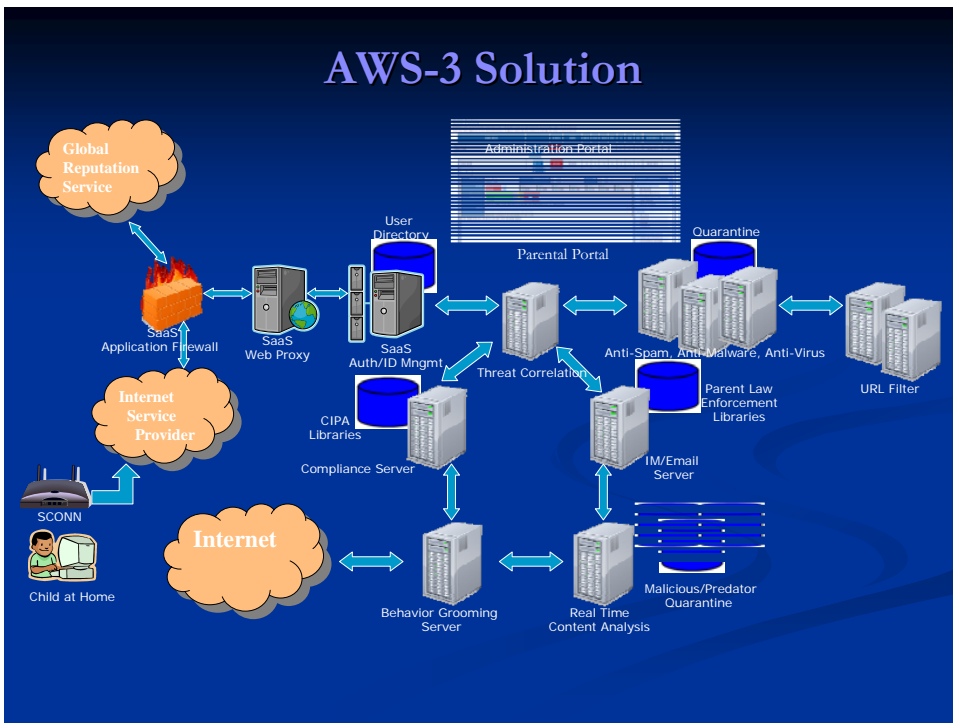 AWS-3 Solution
Global
Reputation
Service
Administration Portal
User
Directory
Quarantine
Parental Portal
SaaS
Application Firewall
SaaS
Web Proxy
SaaS
Auth/ID Mngmt
Threat Correlation
Anti-Spam, Anti-Malware, Anti-Virus
URL Filter
Internet
Service
Provider
CIPA
Libraries
Parent Law
Enforcement
Libraries
Compliance Server
IM/Email
Server
SCONN
Internet
Child at Home
Behavior Grooming
Server
Real Time
Content Analysis
Malicious/Predator
Quarantine